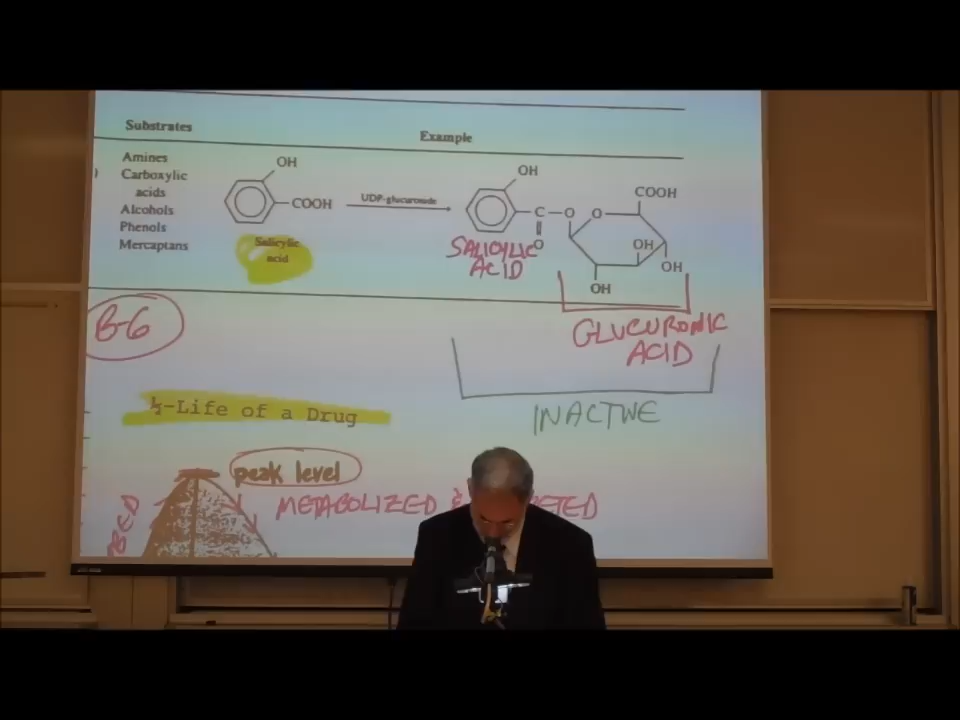 Substrates Example
Amines
Carboxylic
acids
Alcohols
Phenols
Mercaptans
OH
COOH
Salicylic
acid
UDP-glucuronide
OH
C O O
O
COOH
OH
OH
OH
SALICYLIC
ACID
GLUCURONIC
ACID
B-6
INACTIVE
½-Life of a Drug
peak level
METABOLIZED &